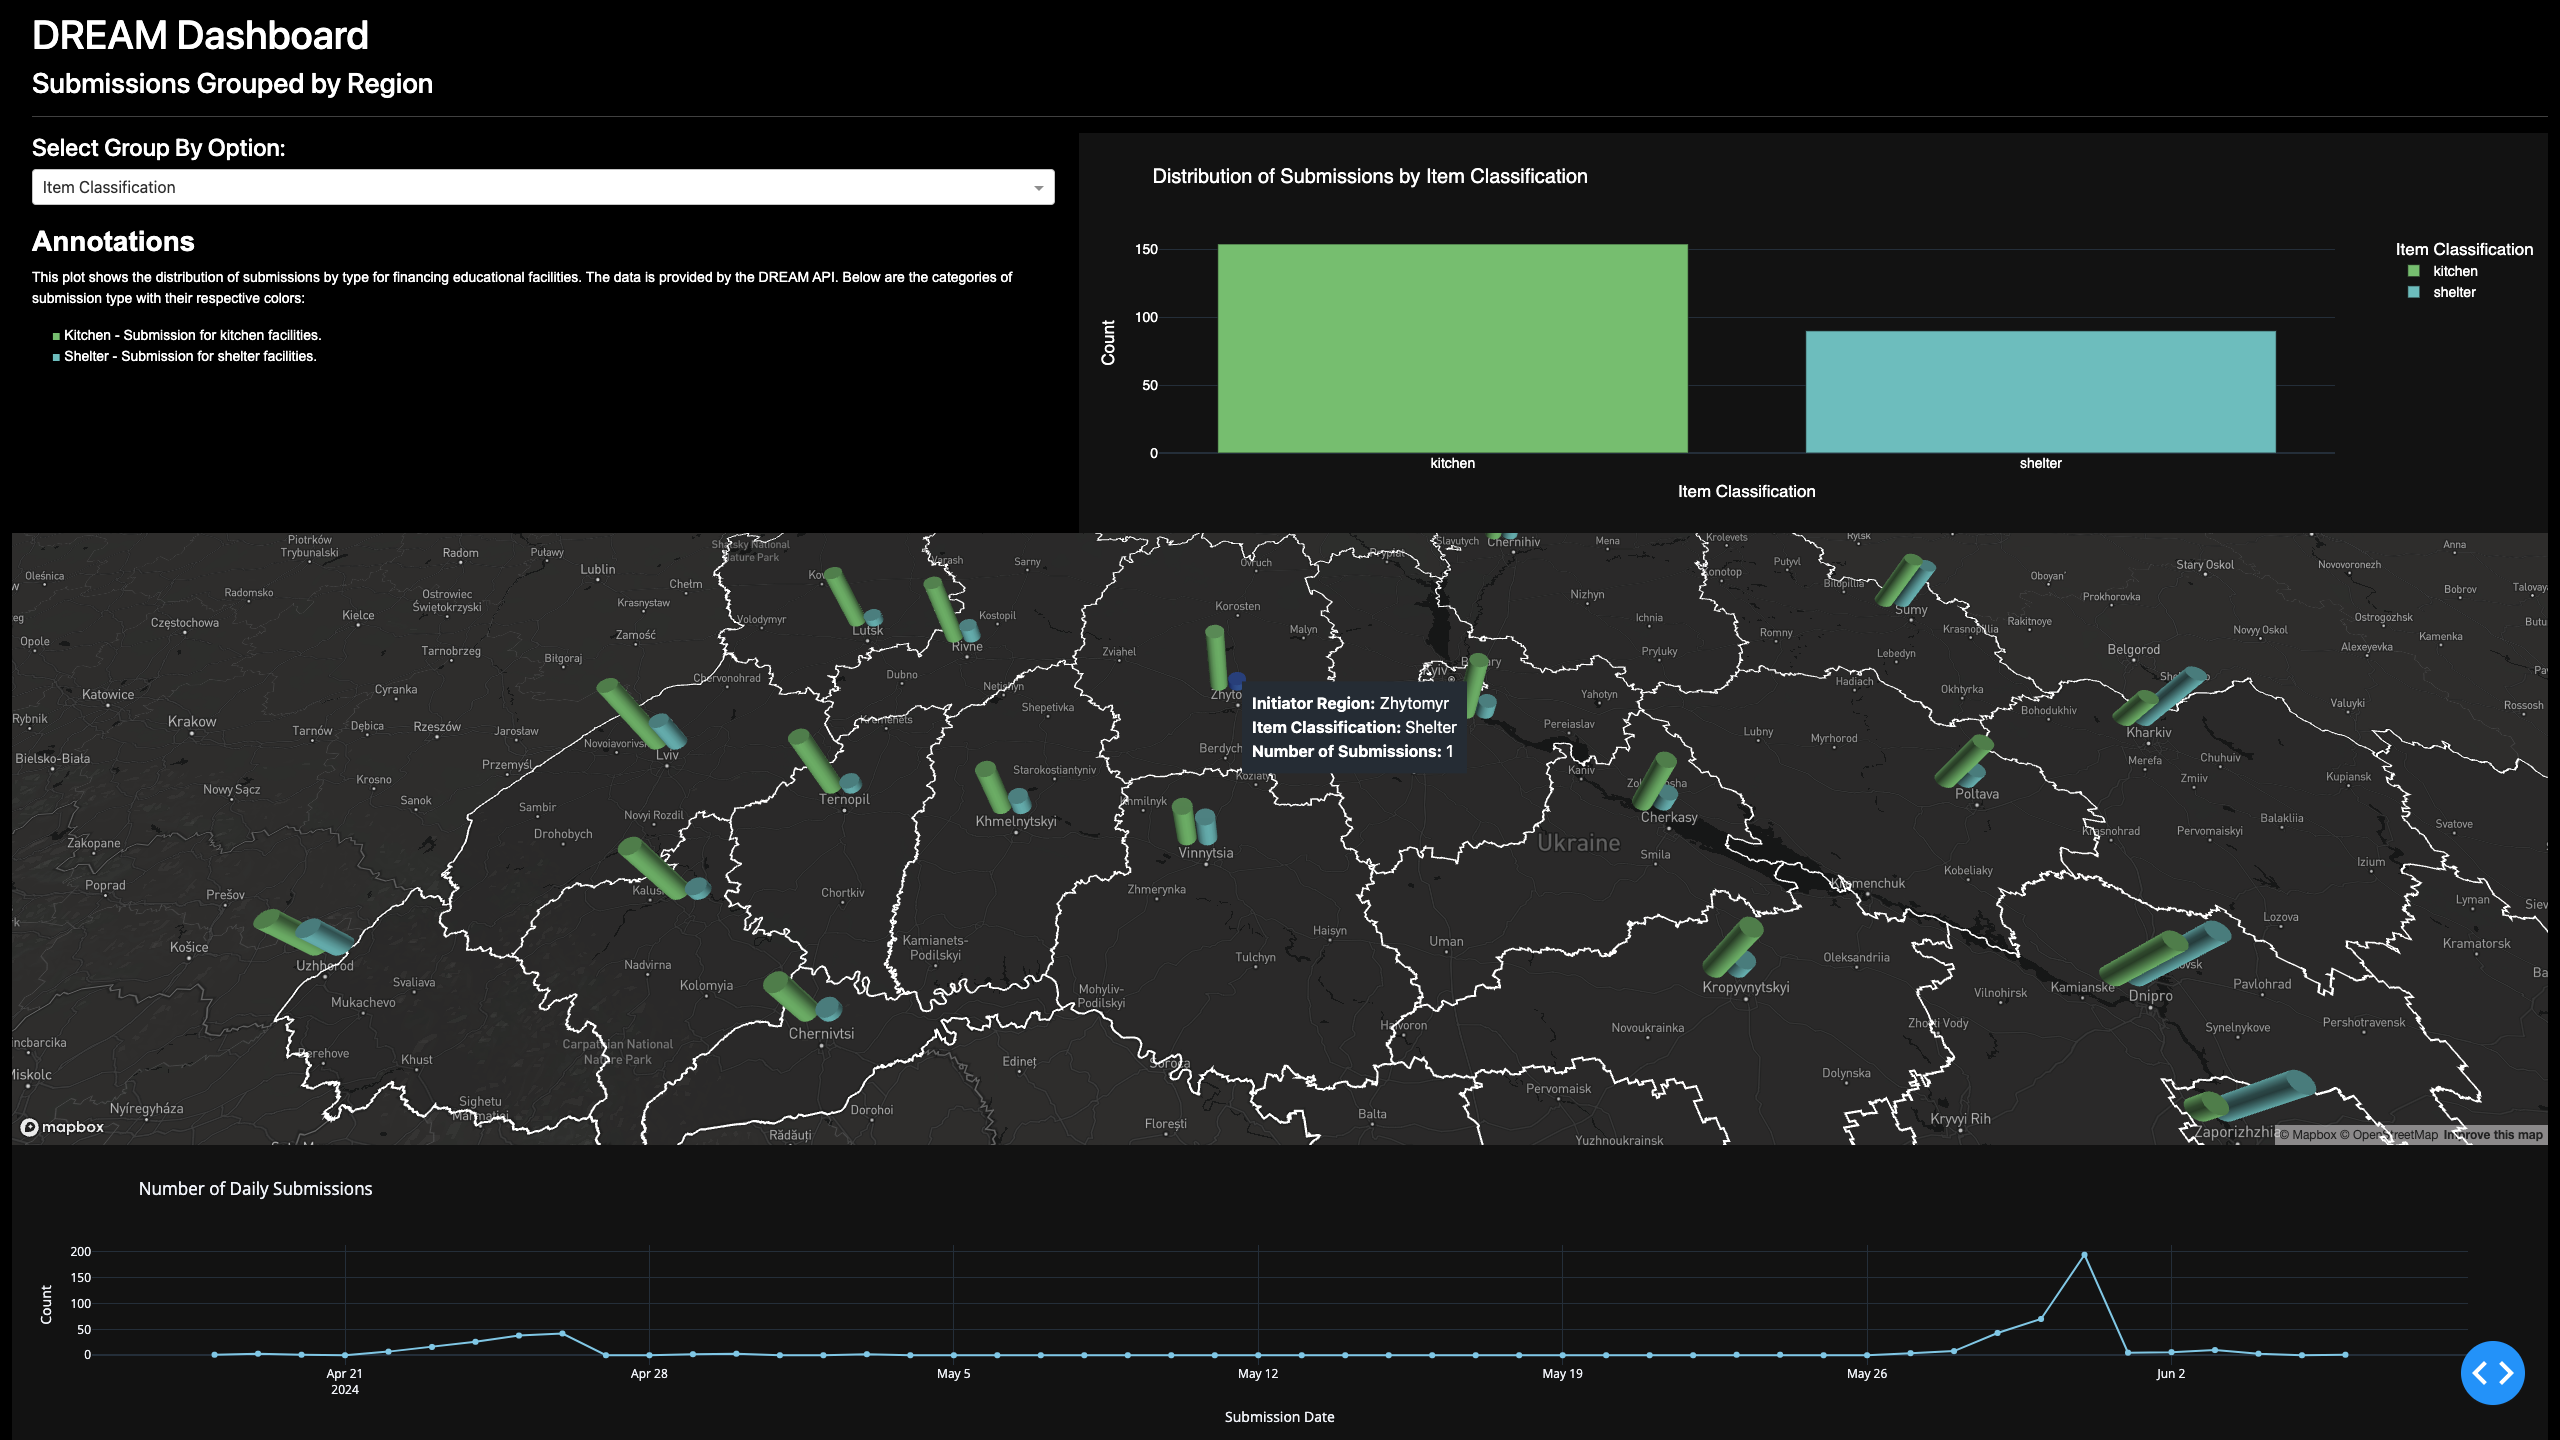 DREAM Dashboard
Submissions Grouped by Region
Select Group By Option:
Item Classification
Annotations
This plot shows the distribution of submissions by type for financing educational facilities. The data is provided by the DREAM API. Below are the categories of
submission type with their respective colors:
Kitchen - Submission for kitchen facilities.
Shelter - Submission for shelter facilities.
Distribution of Submissions by Item Classification
150
100
50
0
Count
kitchen
shelter
Item Classification
Item Classification
kitchen
shelter
Piotrków
Trybunalski
Radom
Puławy
Shatsky National
Nature Park
Varash
Sarny
Ovruch
Slavutych
Chernihiv
Mena
Krolevets
Rylsk
Anna
Oleśnica
Lublin
Chełm
Konotop
Putyvl
Bilopillia
Oboyan'
Stary Oskol
Novovoronezh
Radomsko
Ostrowiec
Świętokrzyski
Krasnystaw
Kielce
Korosten
Nizhyn
Prokhorovka
Bobrov
Częstochowa
Volodymyr
Lutsk
Kostopil
Malyn
Ichnia
Sumy
Rakitnoye
Ostrogozhsk
Opole
Zamość
Rivne
Romny
Krasnopillia
Novyy Oskol
Kamenka
Tarnobrzeg
Biłgoraj
Zviahel
Pryluky
Lebedyn
Belgorod
Alexeyevka
Katowice
Cyranka
Chervonohrad
Dubno
Netishyn
Yahotyn
Hadiach
Okhtyrka
Valuyki
Rossosh
Rybnik
Krakow
Tarnów
Dębica
Rzeszów
Jarosław
Kremenets
Shepetivka
Pereiaslav
Bohodukhiv
Bielsko-Biała
Lviv
Lubny
Myrhorod
Kharkiv
Initiator Region: Zhytomyr
Item Classification: Shelter
Number of Submissions: 1
Przemyśl
Starokostiantyniv
Koziatyn
Kaniv
Merefa
Chuhuiv
Zmiiv
Kupiansk
Krosno
Nowy Sącz
Sanok
Sambir
Ternopil
Khmilnyk
Poltava
Drohobych
Novyi Rozdil
Khmelnytskyi
Cherkasy
Krasnohrad
Pervomaiskyi
Balakliia
Svatove
Zakopane
Vinnytsia
Ukraine
Smila
Izium
Poprad
Prešov
Chortkiv
Zhmerynka
Kremenchuk
Kobeliaky
Lyman
Košice
Uzhhorod
Kamianets-
Podilskyi
Haisyn
Uman
Lozova
Kramatorsk
Nadvirna
Tulchyn
Oleksandriia
Svaliava
Kolomyia
Mohyliv-
Podilskyi
Kropyvnytskyi
Vilnohirsk
Kamianske
Dnipro
Pavlohrad
Mukachevo
Chernivtsi
Haivoron
Novoukrainka
Zhovti Vody
Synelnykove
Pershotravensk
Berehove
Khust
Carpathian National
Nature Park
Edineț
Soroca
Dolynska
Pervomaisk
Nyíregyháza
Sighetu
Marmației
Dorohoi
Florești
Balta
Kryvyi Rih
Rădăuți
Yuzhnoukrainsk
Zaporizhzhia
mapbox
© Mapbox © OpenStreetMap Improve this map
Number of Daily Submissions
200
150
100
50
0
Count
Apr 21
2024
Apr 28
May 5
May 12
May 19
May 26
Jun 2
Submission Date